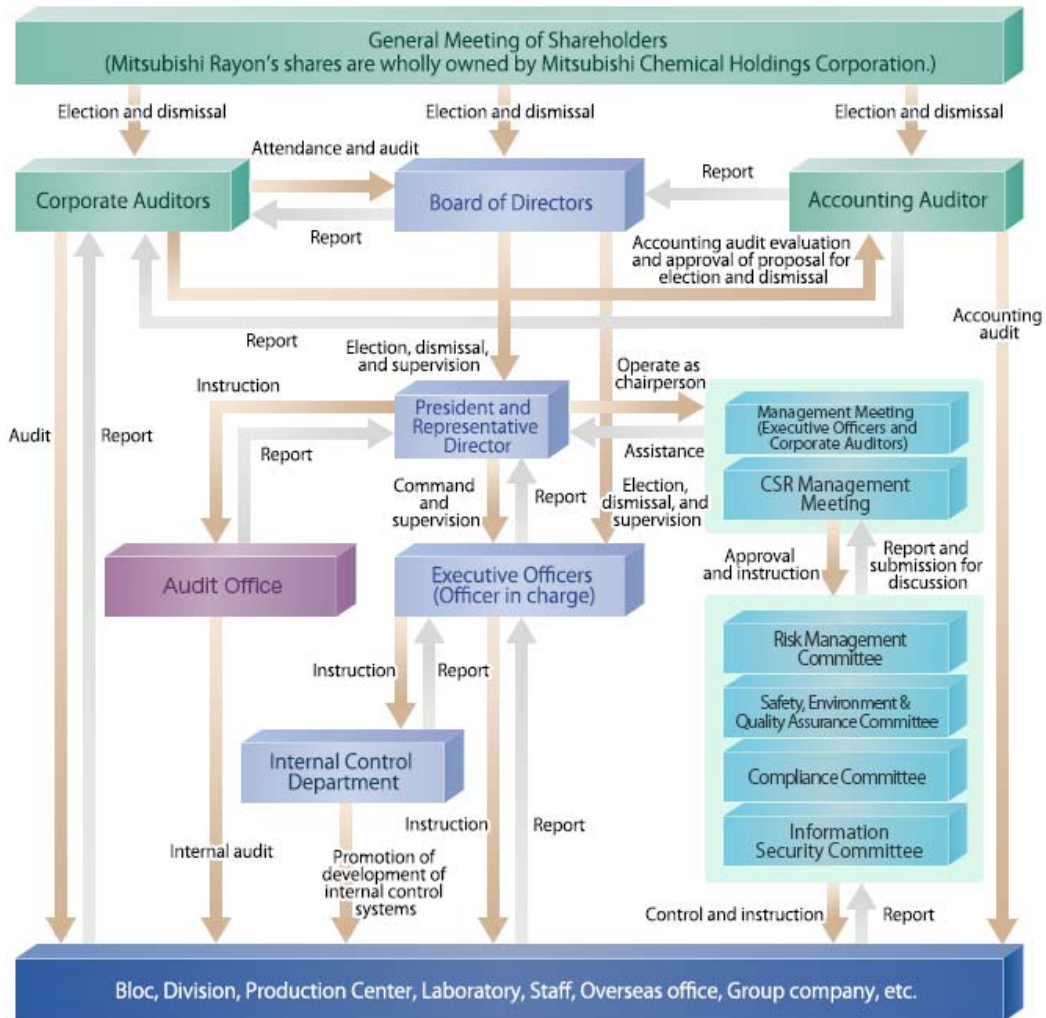 General Meeting of Shareholders
(Mitsubishi Rayon's shares are wholly owned by Mitsubishi Chemical Holdings Corporation.)
Election and dismissal
Election and dismissal
Election and dismissal
Attendance and audit
Report
Corporate Auditors
Board of Directors
Accounting Auditor
Report
Accounting audit evaluation
and approval of proposal for
election and dismissal
Report
Accounting
audit
Election, dismissal,
and supervision
Operate as
chairperson
Instruction
President and
Representative
Director
Management Meeting
(Executive Officers and
Corporate Auditors)
Audit
Report
Report
Assistance
CSR Management
Meeting
Command
and
supervision
Report
Election,
dismissal, and
supervision
Approval
and instruction
Report and
submission for
discussion
Audit Office
Executive Officers
(Officer in charge)
Risk Management
Committee
Instruction
Report
Safety, Environment &
Quality Assurance Committee
Internal Control
Department
Compliance Committee
Instruction
Report
Information
Security Committee
Internal audit
Promotion of
development of
internal control
systems
Control and instruction
Report
Bloc, Division, Production Center, Laboratory, Staff, Overseas office, Group company, etc.